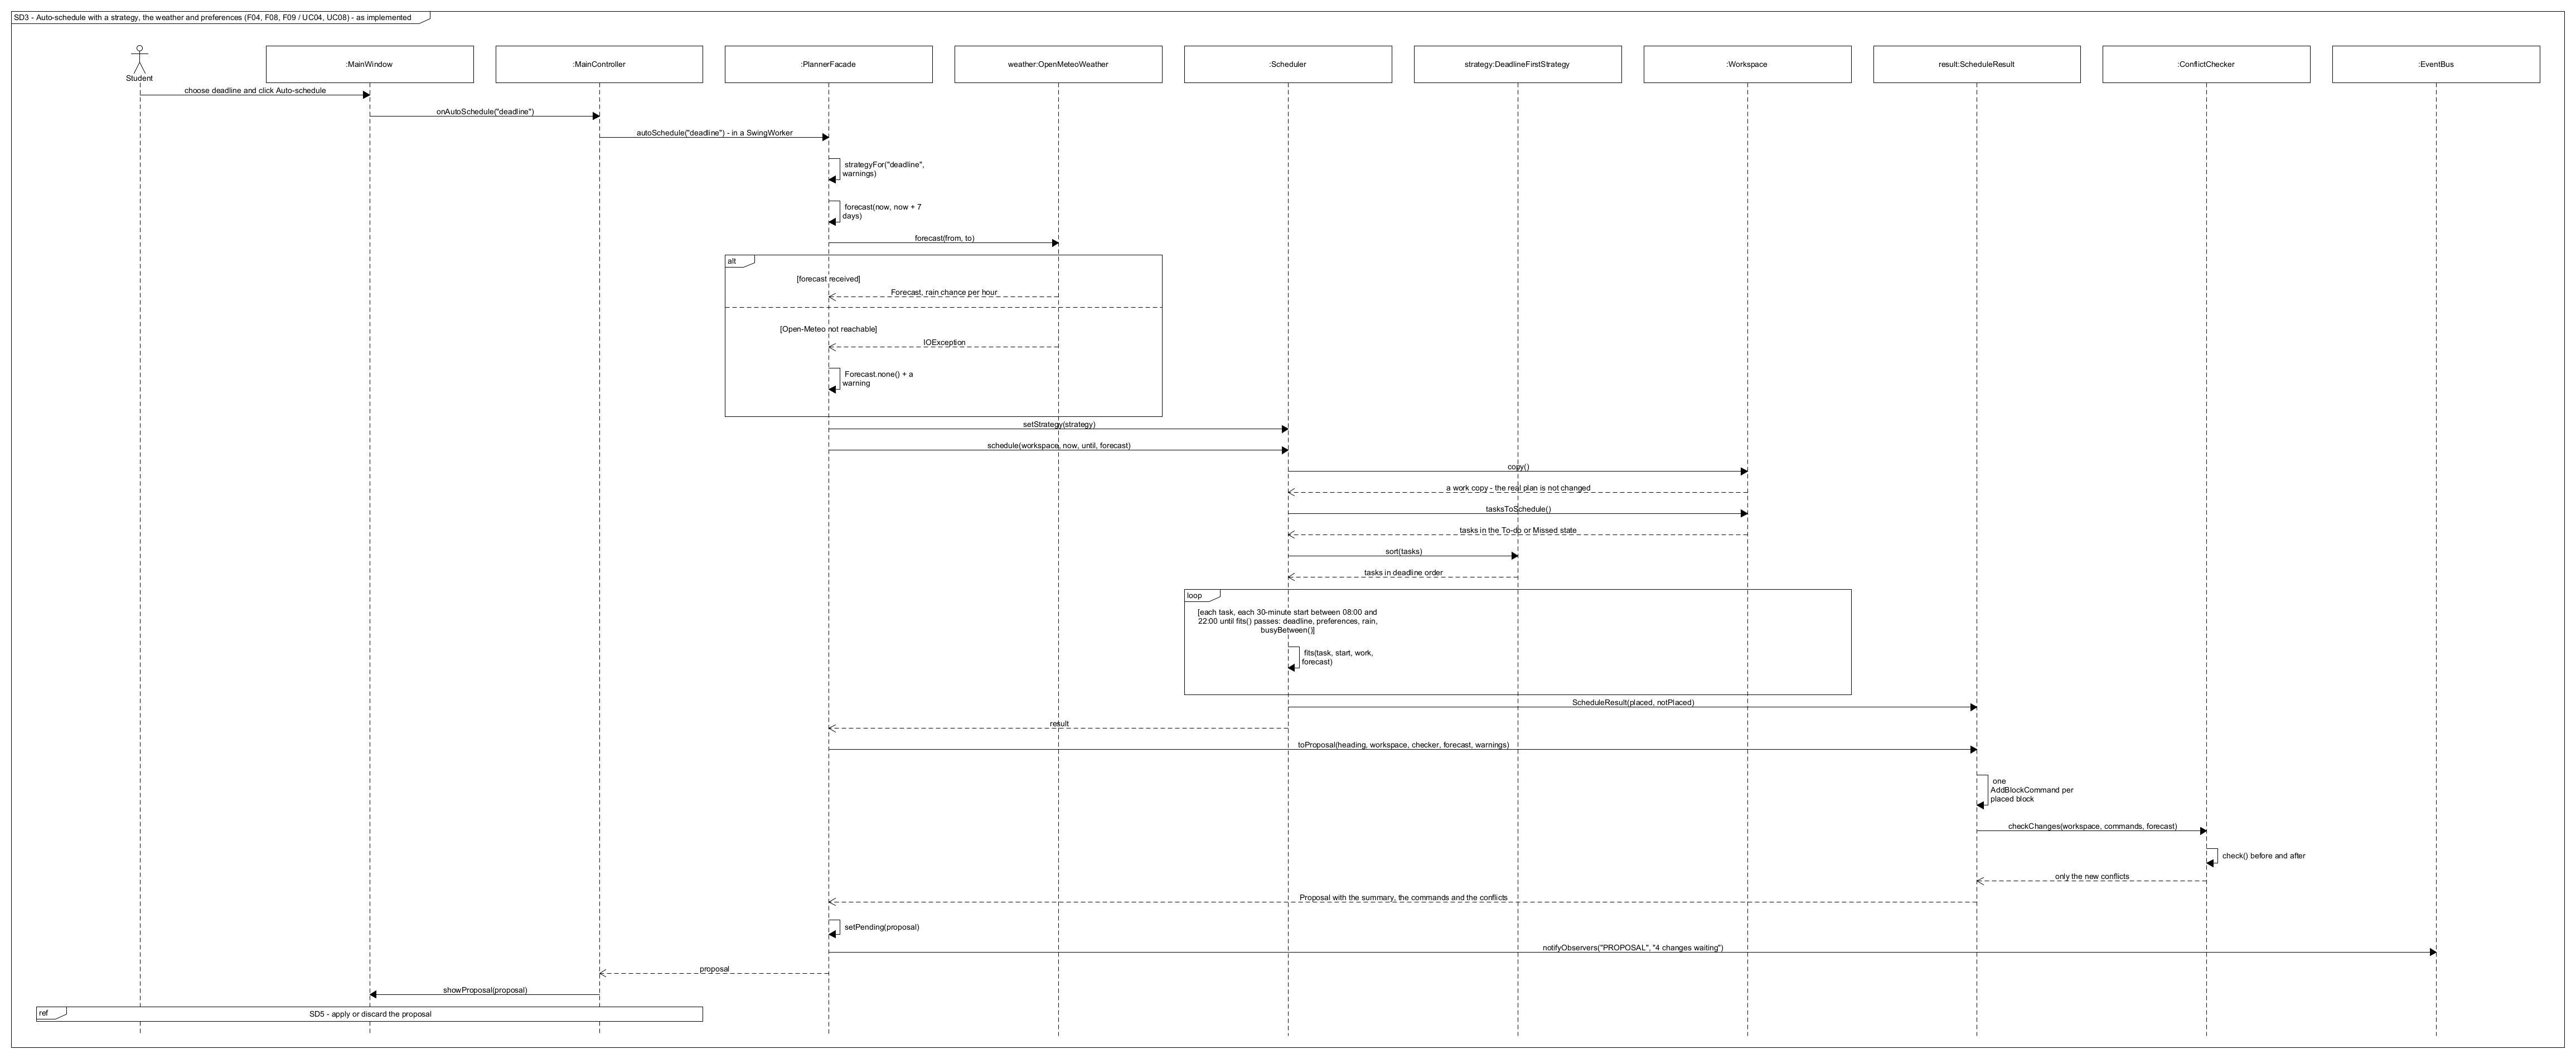 SD3 - Auto-schedule with a strategy, the weather and preferences (F04, F08, F09 / UC04, UC08) - as implemented
Student
:MainWindow
:MainController
:PlannerFacade
weather:OpenMeteoWeather
:Scheduler
strategy:DeadlineFirstStrategy
:Workspace
result:ScheduleResult
:ConflictChecker
:EventBus
choose deadline and click Auto-schedule
onAutoSchedule("deadline")
autoSchedule("deadline") - in a SwingWorker
strategyFor("deadline",
warnings)
forecast(now, now + 7
days)
forecast(from, to)
alt
[forecast received]
Forecast, rain chance per hour
[Open-Meteo not reachable]
IOException
Forecast.none() + a
warning
setStrategy(strategy)
schedule(workspace, now, until, forecast)
copy()
a work copy - the real plan is not changed
tasksToSchedule()
tasks in the To-do or Missed state
sort(tasks)
tasks in deadline order
loop
[each task, each 30-minute start between 08:00 and
22:00 until fits() passes: deadline, preferences, rain,
busyBetween()]
fits(task, start, work,
forecast)
ScheduleResult(placed, notPlaced)
result
toProposal(heading, workspace, checker, forecast, warnings)
one
AddBlockCommand per
placed block
checkChanges(workspace, commands, forecast)
check() before and after
only the new conflicts
Proposal with the summary, the commands and the conflicts
setPending(proposal)
notifyObservers("PROPOSAL", "4 changes waiting")
proposal
showProposal(proposal)
ref
SD5 - apply or discard the proposal